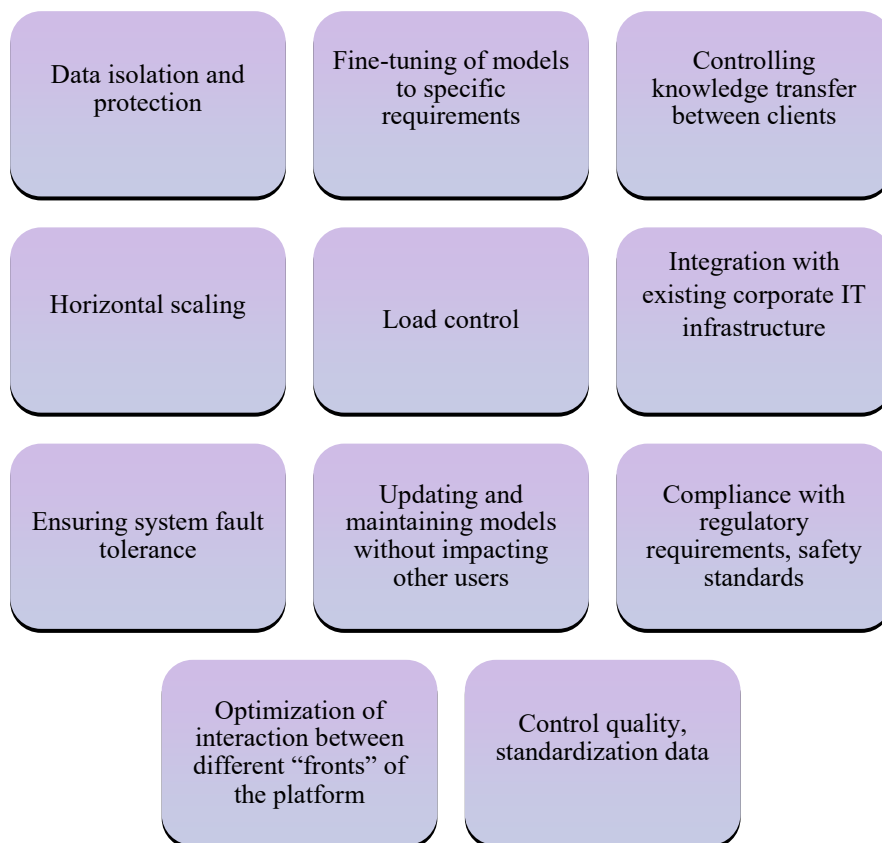 Data isolation and
protection
Fine-tuning of models
to specific
requirements
Controlling
knowledge transfer
between clients
Horizontal scaling
Load control
Integration with
existing corporate IT
infrastructure
Ensuring system fault
tolerance
Updating and
maintaining models
without impacting
other users
Compliance with
regulatory
requirements, safety
standards
Optimization of
interaction between
different “fronts” of
the platform
Control quality,
standardization data